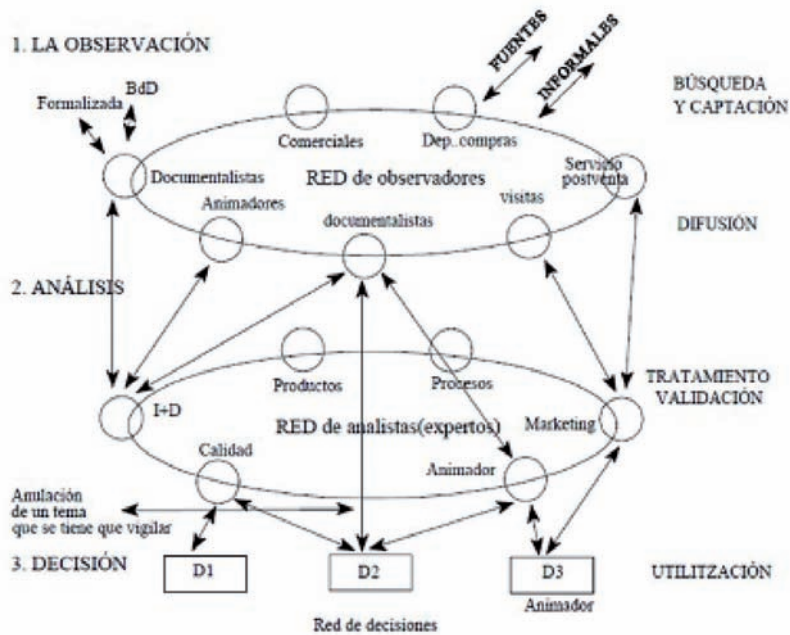 1. LA OBSERVACIÓN
FUENTES
INFORMALES
BÚSQUEDA
Y CAPTACIÓN
BdD
Formalizada
Comerciales
Dep..compras
Documentalistas
RED de observadores
Servicio
postventa
Animadores
documentalistas
visitas
DIFUSIÓN
2. ANÁLISIS
Productos
Procesos
TRATAMIENTO
VALIDACIÓN
I+D
RED de analistas(expertos)
Marketing
Calidad
Animador
Anulación
de un tema
que se tiene que vigilar
3. DECISIÓN
D1
D2
D3
UTILITZACIÓN
Animador
Red de decisiones